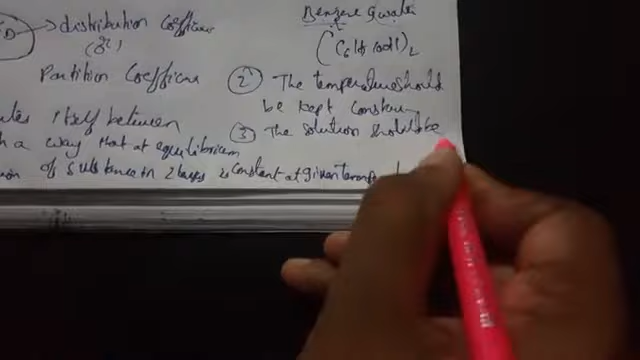 distribution Coefficient
Partition Coefficient
itself between
a way that at equilibrium
of substance in 2 layers is constant at given temp
Benzene & water
(C6H5COOH)2
② The temperature should
be kept constant
③ The solution should be